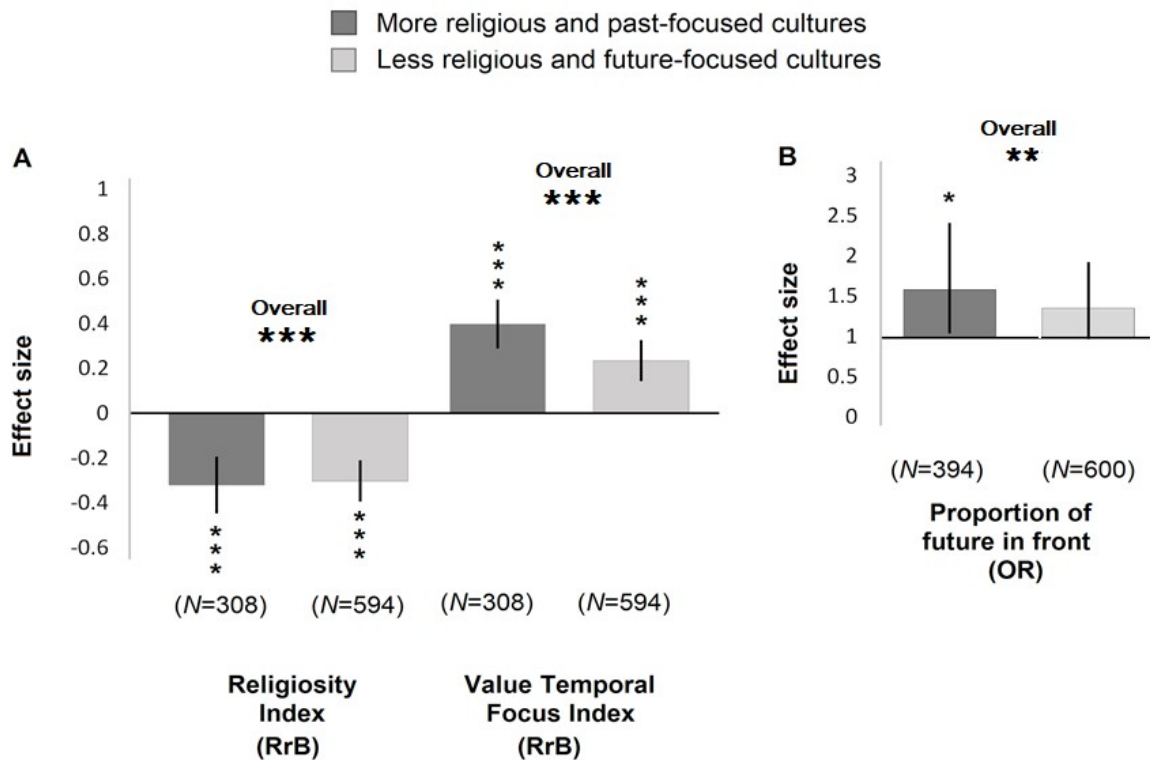 More religious and past-focused cultures
Less religious and future-focused cultures
A
Overall
***
Overall
***
Effect size
1
0.8
0.6
0.4
0.2
0
-0.2
-0.4
-0.6
***
***
***
***
(N=308)
(N=594)
(N=308)
(N=594)
Religiosity
Index
(RrB)
Value Temporal
Focus Index
(RrB)
B
Overall
**
Effect size
3
2.5
2
1.5
1
0.5
0
*
(N=394)
(N=600)
Proportion of
future in front
(OR)